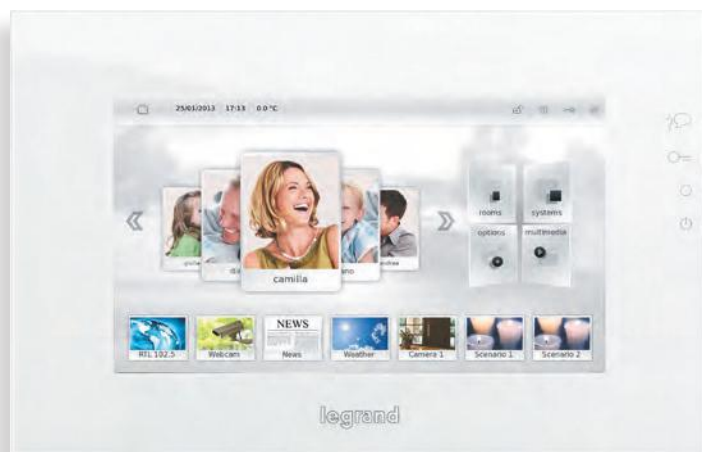 25/01/2013 17:13 0.0 °C
rooms systems
options multimedia
camilla
NEWS
RTL 102.5 Webcam News Weather Camera 1 Scenario 1 Scenario 2
legrand